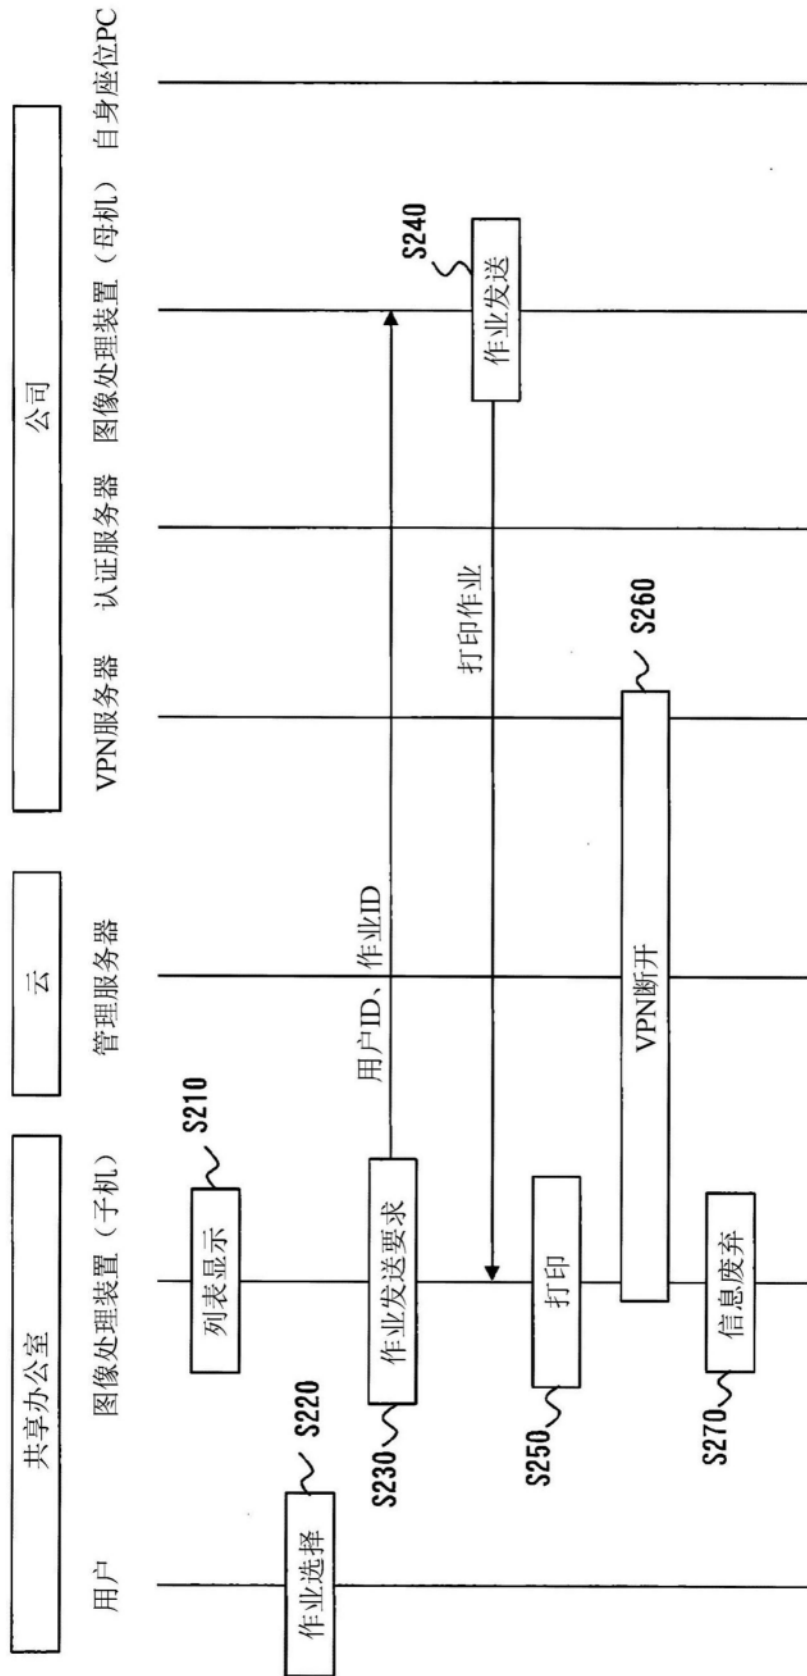 共享办公室
云
公司
用户
图像处理装置（子机）
管理服务器
VPN服务器
认证服务器
图像处理装置（母机）
自身座位PC
列表显示
S210
作业选择
S220
作业发送要求
S230
用户ID、作业ID
作业发送
S240
打印作业
打印
S250
VPN断开
S260
信息废弃
S270